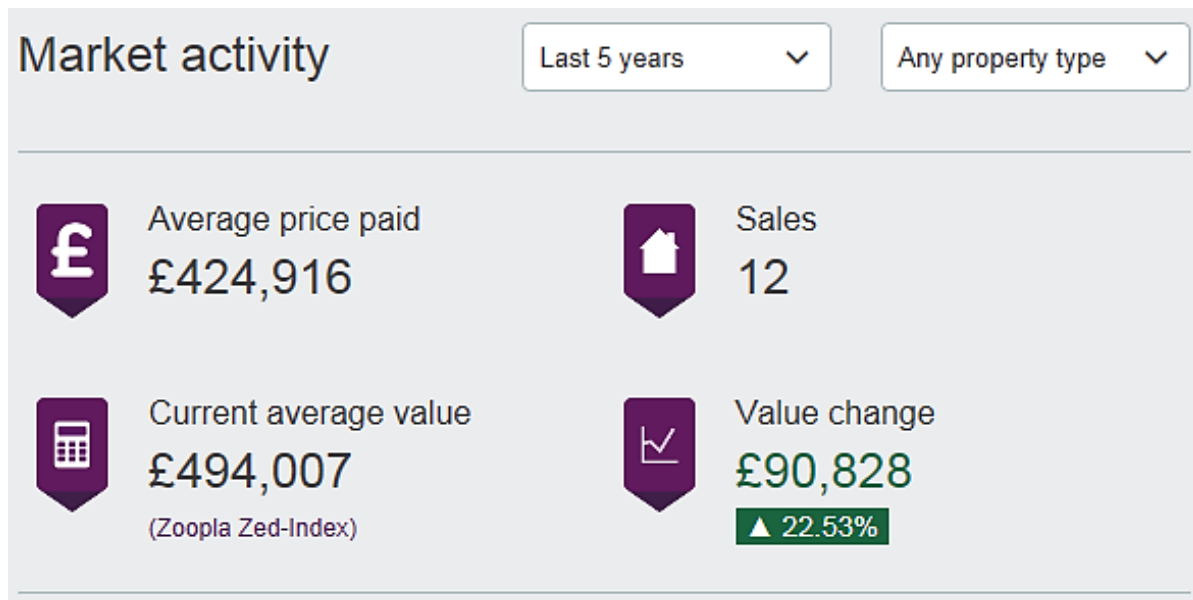 Market activity
Last 5 years
Any property type
£
Average price paid
£424,916
Sales
12
Current average value
£494,007
(Zoopla Zed-Index)
Value change
£90,828
▲ 22.53%